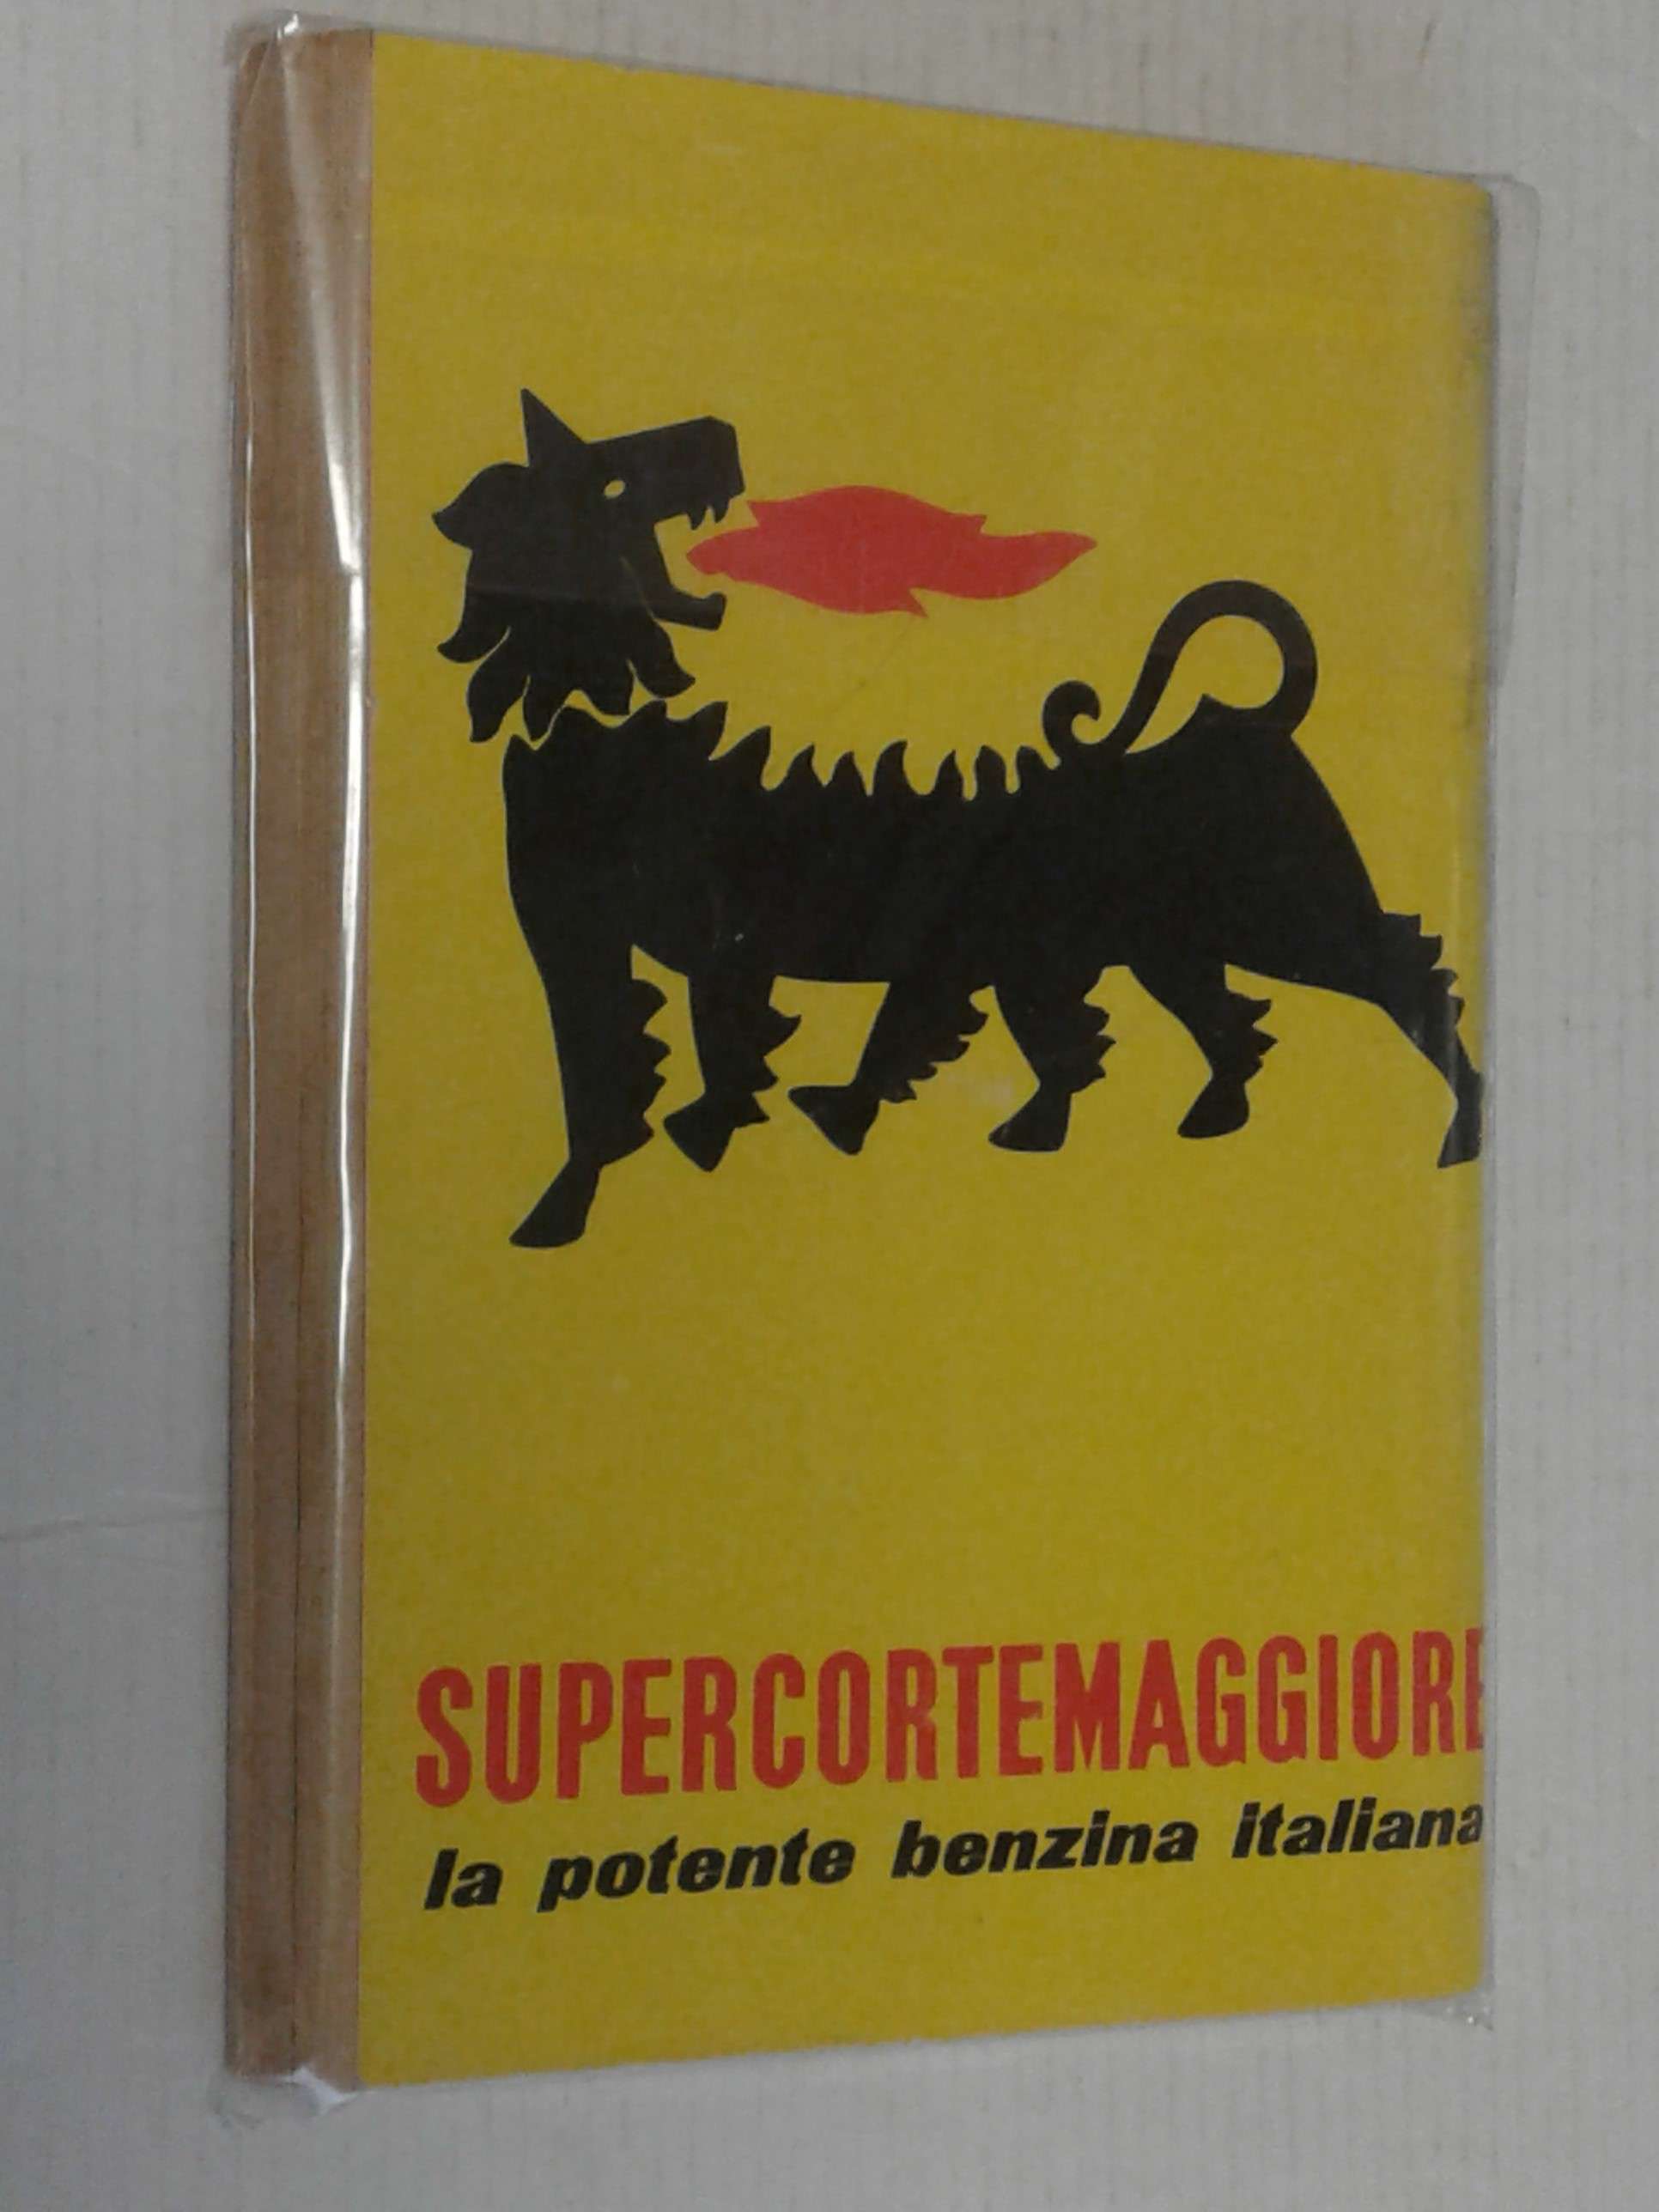 SUPERCORTEMAGGIORE
la potente benzina italiana